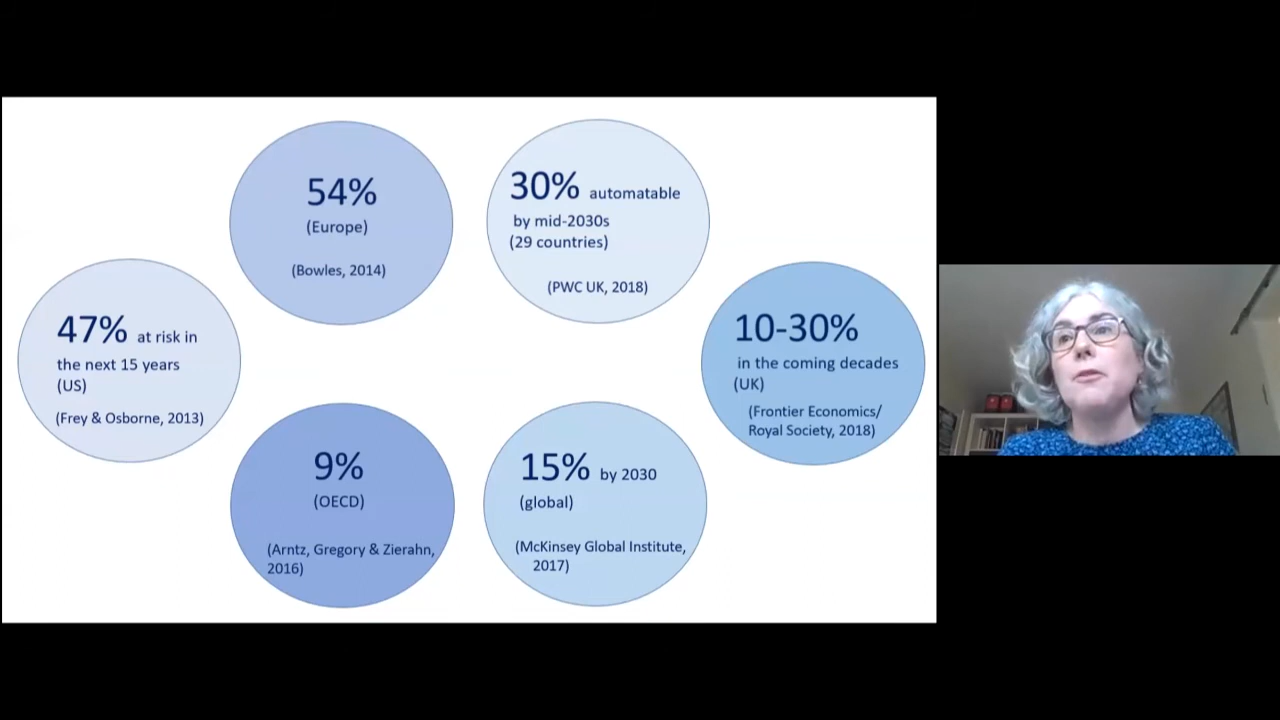 54%
(Europe)
(Bowles, 2014)
30% automatable
by mid-2030s
(29 countries)
(PWC UK, 2018)
47% at risk in
the next 15 years
(US)
(Frey & Osborne, 2013)
10-30%
in the coming decades
(UK)
(Frontier Economics/
Royal Society, 2018)
9%
(OECD)
(Arntz, Gregory & Zierahn,
2016)
15% by 2030
(global)
(McKinsey Global Institute,
2017)